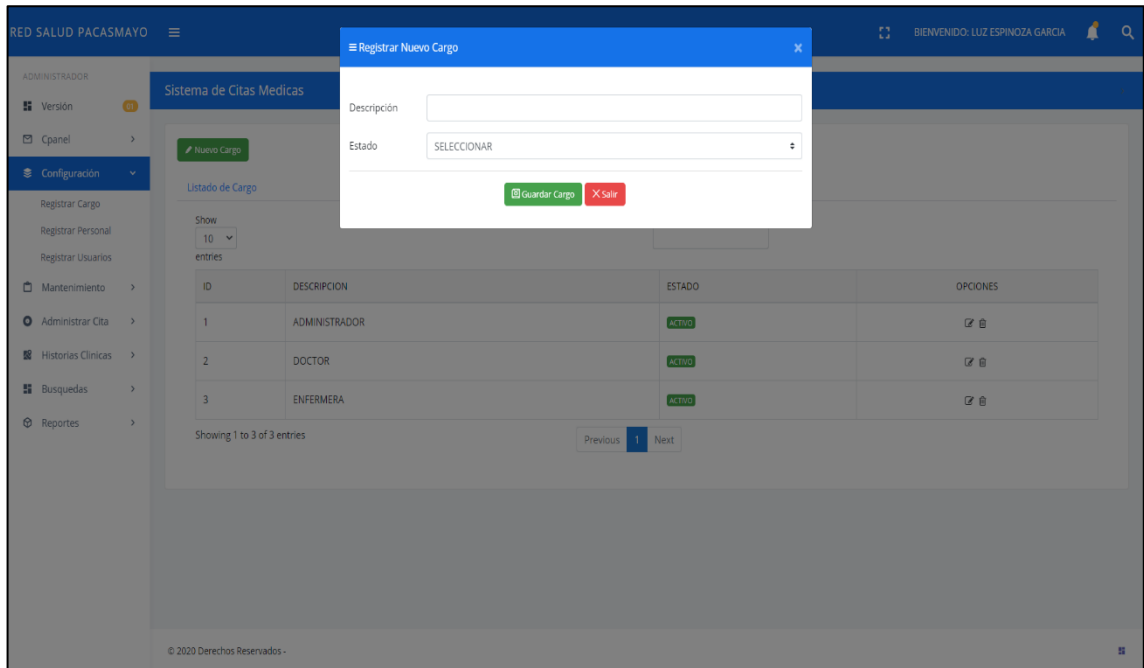 RED SALUD PACASMAYO
BIENVENIDO: LUZ ESPINOZA GARCIA
Registrar Nuevo Cargo
×
Descripción
Estado
SELECCIONAR
Guardar Cargo
Salir
ADMINISTRADOR
Versión
Cpanel
Configuración
Registrar Cargo
Registrar Personal
Registrar Usuarios
Mantenimiento
Administrar Cita
Historias Clinicas
Busquedas
Reportes
Sistema de Citas Medicas
Nuevo Cargo
Listado de Cargo
Show
10
entries
ID DESCRIPCION ESTADO OPCIONES
1 ADMINISTRADOR ACTIVO
2 DOCTOR ACTIVO
3 ENFERMERA ACTIVO
Showing 1 to 3 of 3 entries
Previous 1 Next
© 2020 Derechos Reservados -